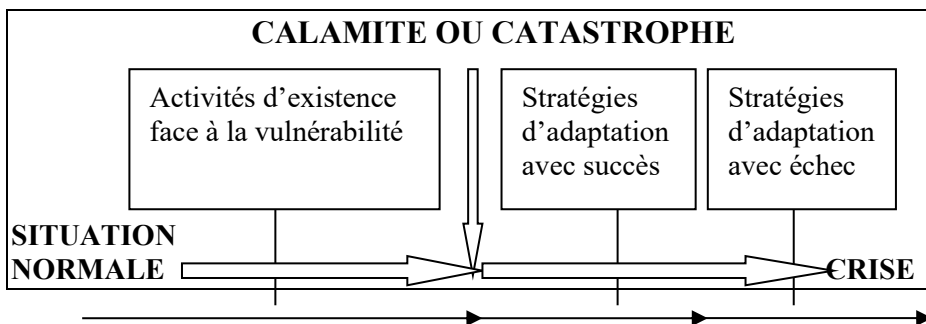 CALAMITE OU CATASTROPHE
Activités d'existence
face à la vulnérabilité
Stratégies
d'adaptation
avec succès
Stratégies
d'adaptation
avec échec
SITUATION
NORMALE
CRISE